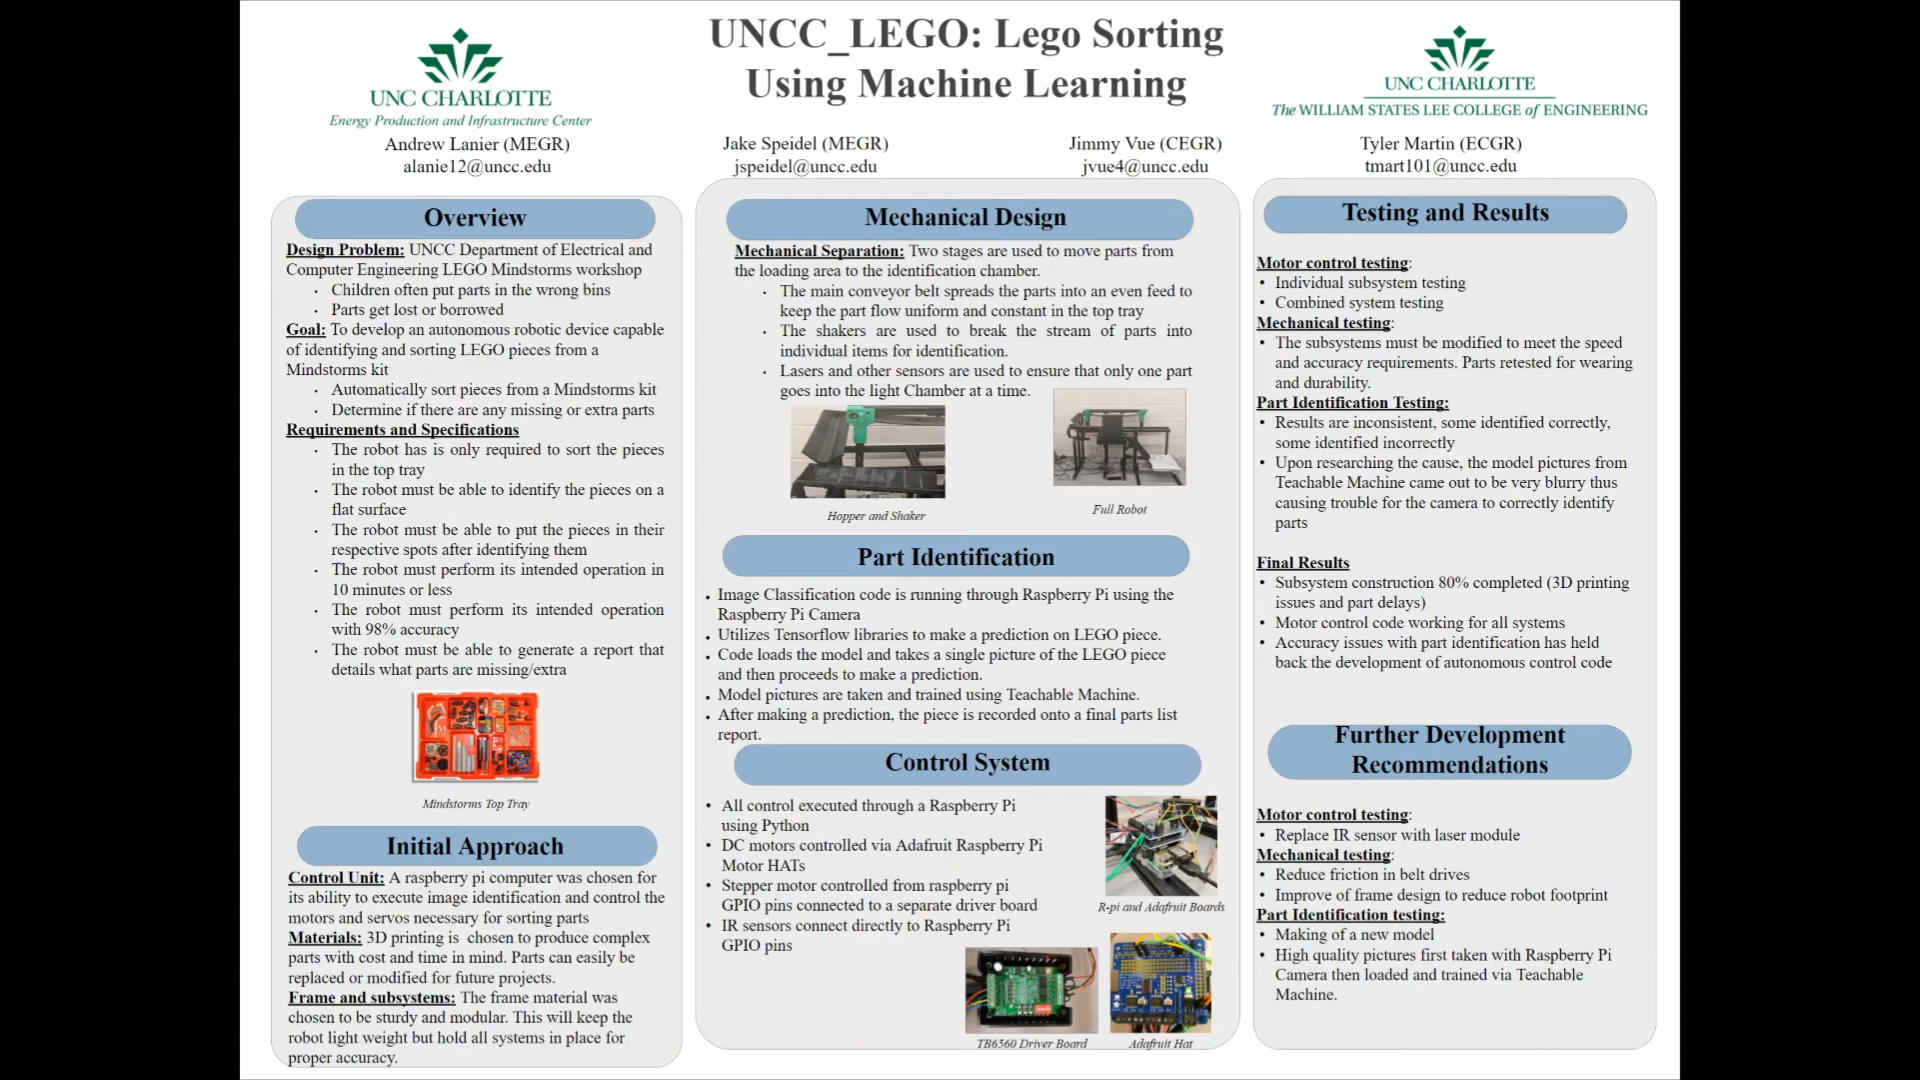 UNCC_LEGO: Lego Sorting
Using Machine Learning
UNC CHARLOTTE
Energy Production and Infrastructure Center
UNC CHARLOTTE
The WILLIAM STATES LEE COLLEGE of ENGINEERING
Andrew Lanier (MEGR)
alanie12@uncc.edu
Jake Speidel (MEGR)
jspeidel@uncc.edu
Jimmy Vue (CEGR)
jvue4@uncc.edu
Tyler Martin (ECGR)
tmart101@uncc.edu
Overview
Design Problem: UNCC Department of Electrical and
Computer Engineering LEGO Mindstorms workshop
• Children often put parts in the wrong bins
• Parts get lost or borrowed
Goal: To develop an autonomous robotic device capable
of identifying and sorting LEGO pieces from a
Mindstorms kit
• Automatically sort pieces from a Mindstorms kit
• Determine if there are any missing or extra parts
Requirements and Specifications
• The robot has is only required to sort the pieces
in the top tray
• The robot must be able to identify the pieces on a
flat surface
• The robot must be able to put the pieces in their
respective spots after identifying them
• The robot must perform its intended operation in
10 minutes or less
• The robot must perform its intended operation
with 98% accuracy
• The robot must be able to generate a report that
details what parts are missing/extra
Mindstorms Top Tray
Initial Approach
Control Unit: A raspberry pi computer was chosen for
its ability to execute image identification and control the
motors and servos necessary for sorting parts
Materials: 3D printing is chosen to produce complex
parts with cost and time in mind. Parts can easily be
replaced or modified for future projects.
Frame and subsystems: The frame material was
chosen to be sturdy and modular. This will keep the
robot light weight but hold all systems in place for
proper accuracy.
Mechanical Design
Mechanical Separation: Two stages are used to move parts from
the loading area to the identification chamber.
• The main conveyor belt spreads the parts into an even feed to
keep the part flow uniform and constant in the top tray
• The shakers are used to break the stream of parts into
individual items for identification.
• Lasers and other sensors are used to ensure that only one part
goes into the light Chamber at a time.
Hopper and Shaker
Full Robot
Part Identification
• Image Classification code is running through Raspberry Pi using the
Raspberry Pi Camera
• Utilizes Tensorflow libraries to make a prediction on LEGO piece.
• Code loads the model and takes a single picture of the LEGO piece
and then proceeds to make a prediction.
• Model pictures are taken and trained using Teachable Machine.
• After making a prediction, the piece is recorded onto a final parts list
report.
Control System
• All control executed through a Raspberry Pi
using Python
• DC motors controlled via Adafruit Raspberry Pi
Motor HATs
• Stepper motor controlled from raspberry pi
GPIO pins connected to a separate driver board
• IR sensors connect directly to Raspberry Pi
GPIO pins
R-pi and Adafruit Boards
TB6560 Driver Board
Adafruit Hat
Testing and Results
Motor control testing:
• Individual subsystem testing
• Combined system testing
Mechanical testing:
• The subsystems must be modified to meet the speed
and accuracy requirements. Parts retested for wearing
and durability.
Part Identification Testing:
• Results are inconsistent, some identified correctly,
some identified incorrectly
• Upon researching the cause, the model pictures from
Teachable Machine came out to be very blurry thus
causing trouble for the camera to correctly identify
parts
Final Results
• Subsystem construction 80% completed (3D printing
issues and part delays)
• Motor control code working for all systems
• Accuracy issues with part identification has held
back the development of autonomous control code
Further Development
Recommendations
Motor control testing:
• Replace IR sensor with laser module
Mechanical testing:
• Reduce friction in belt drives
• Improve of frame design to reduce robot footprint
Part Identification testing:
• Making of a new model
• High quality pictures first taken with Raspberry Pi
Camera then loaded and trained via Teachable
Machine.